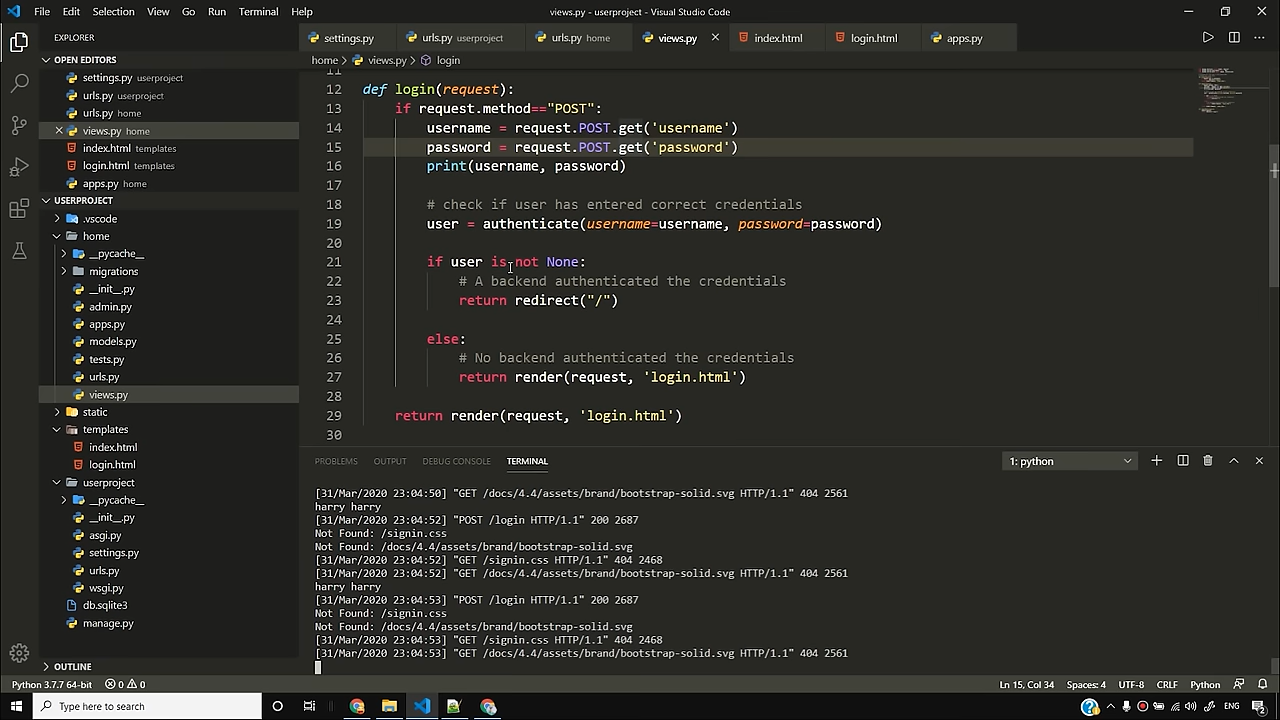 File Edit Selection View Go Run Terminal Help
views.py - userproject - Visual Studio Code
EXPLORER
OPEN EDITORS
settings.py userproject
urls.py userproject
urls.py home
views.py home
index.html templates
login.html templates
apps.py home
USERPROJECT
.vscode
home
__pycache__
migrations
__init__.py
admin.py
apps.py
models.py
tests.py
urls.py
views.py
static
templates
index.html
login.html
userproject
__pycache__
__init__.py
asgi.py
settings.py
urls.py
wsgi.py
db.sqlite3
manage.py
OUTLINE
settings.py
urls.py userproject
urls.py home
views.py
index.html
login.html
apps.py
home > views.py > login
11
12 def login(request):
13 if request.method=="POST":
14 username = request.POST.get('username')
15 password = request.POST.get('password')
16 print(username, password)
17
18 # check if user has entered correct credentials
19 user = authenticate(username=username, password=password)
20
21 if user is not None:
22 # A backend authenticated the credentials
23 return redirect("/")
24
25 else:
26 # No backend authenticated the credentials
27 return render(request, 'login.html')
28
29 return render(request, 'login.html')
30
PROBLEMS OUTPUT DEBUG CONSOLE TERMINAL
1: python
[31/Mar/2020 23:04:50] "GET /docs/4.4/assets/brand/bootstrap-solid.svg HTTP/1.1" 404 2561
harry harry
[31/Mar/2020 23:04:52] "POST /login HTTP/1.1" 200 2687
Not Found: /signin.css
Not Found: /docs/4.4/assets/brand/bootstrap-solid.svg
[31/Mar/2020 23:04:52] "GET /signin.css HTTP/1.1" 404 2468
[31/Mar/2020 23:04:52] "GET /docs/4.4/assets/brand/bootstrap-solid.svg HTTP/1.1" 404 2561
harry harry
[31/Mar/2020 23:04:53] "POST /login HTTP/1.1" 200 2687
Not Found: /signin.css
Not Found: /docs/4.4/assets/brand/bootstrap-solid.svg
[31/Mar/2020 23:04:53] "GET /signin.css HTTP/1.1" 404 2468
[31/Mar/2020 23:04:53] "GET /docs/4.4/assets/brand/bootstrap-solid.svg HTTP/1.1" 404 2561
Python 3.7.7 64-bit 0 0
Ln 15, Col 34 Spaces: 4 UTF-8 CRLF Python
Type here to search
ENG